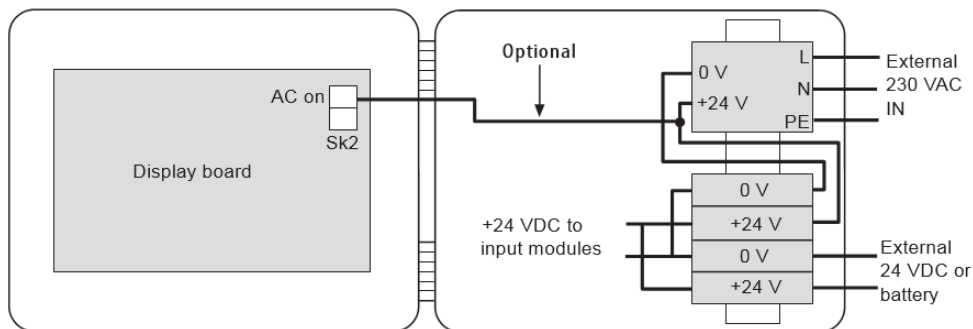 Optional
AC on
Sk2
Display board
0 V
+24 V
L
N
PE
External
230 VAC
IN
+24 VDC to
input modules
0 V
+24 V
0 V
+24 V
External
24 VDC or
battery